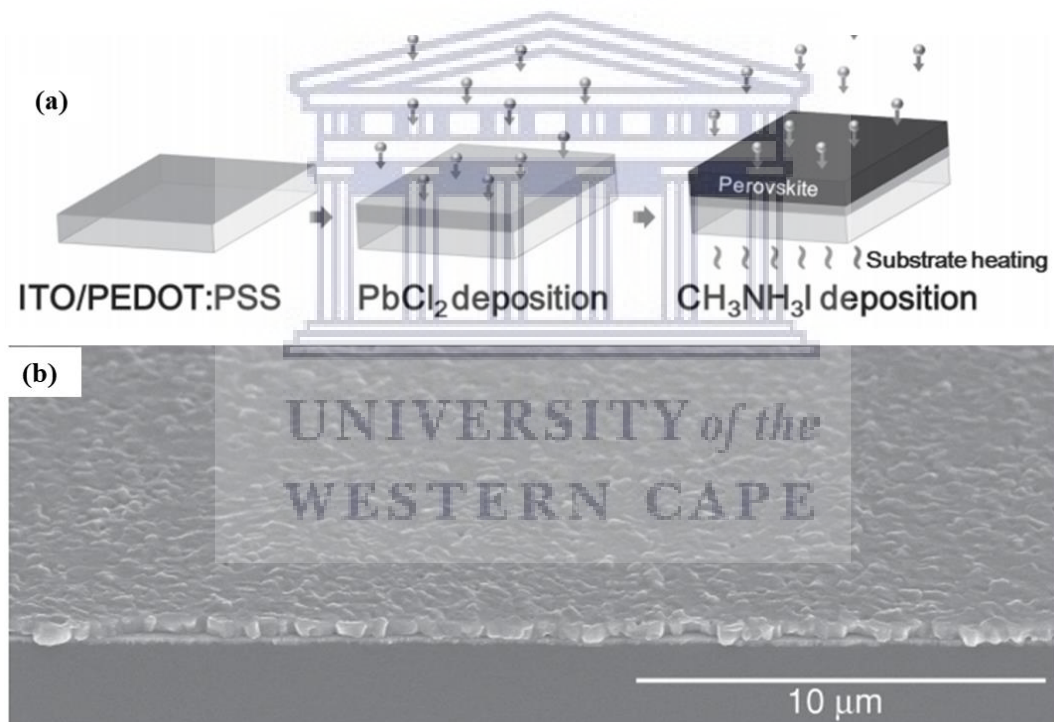 (a)
Perovskite
Substrate heating
ITO/PEDOT:PSS
PbCl₂ deposition
CH₃NH₃I deposition
(b)
UNIVERSITY of the
WESTERN CAPE
10 μm